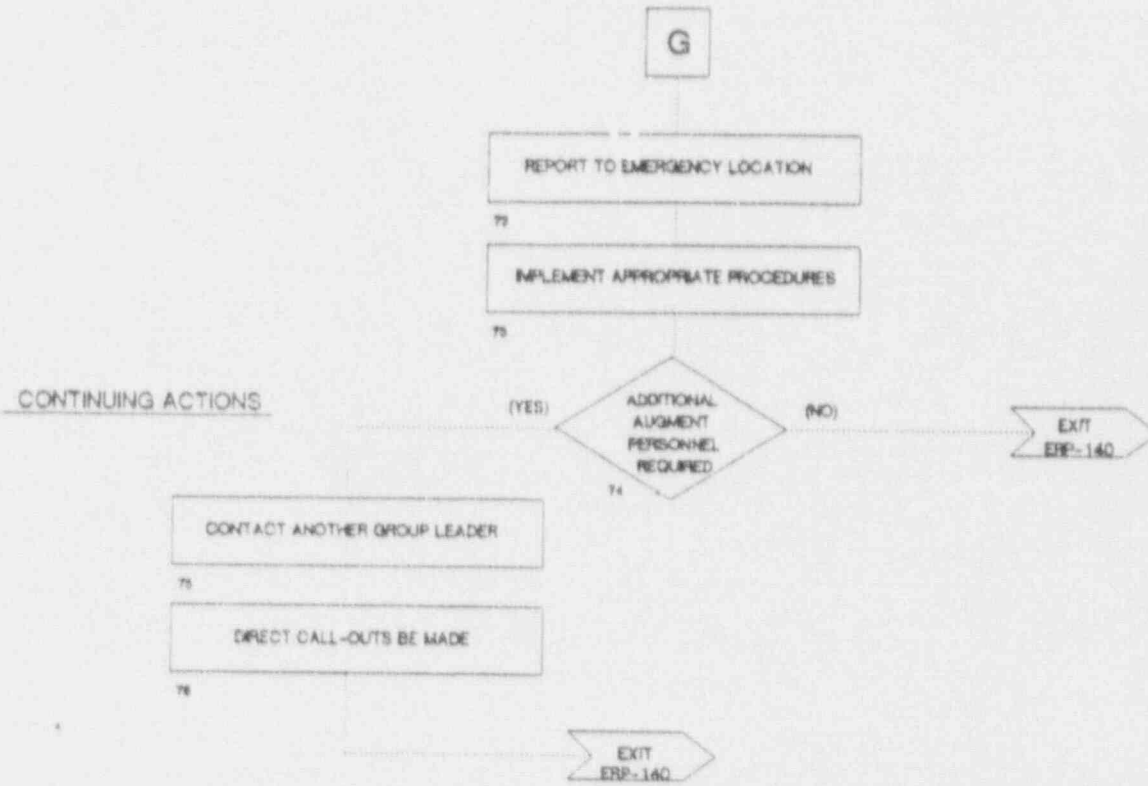 G
REPORT TO EMERGENCY LOCATION
IMPLEMENT APPROPRIATE PROCEDURES
CONTINUING ACTIONS
(YES)
ADDITIONAL
AUGMENT
PERSONNEL
REQUIRED
(NO)
EXIT
ERP-140
74
CONTACT ANOTHER GROUP LEADER
75
DIRECT CALL-OUTS BE MADE
76
EXIT
ERP-140